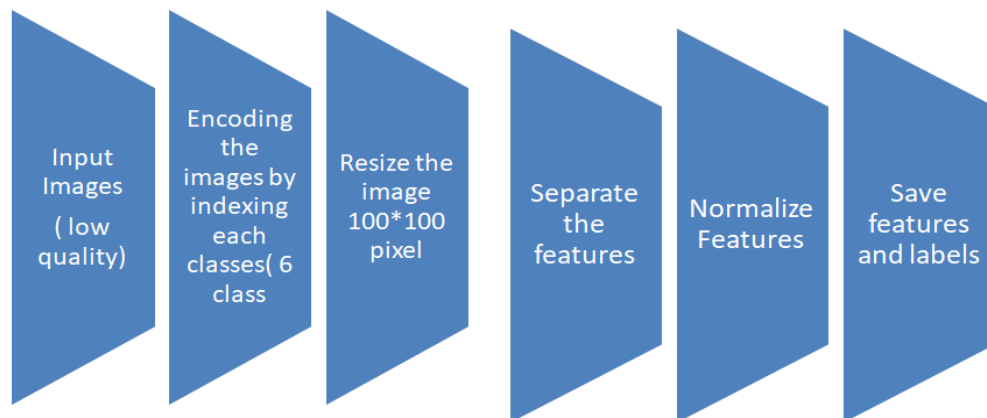 Input
Images
( low
quality)
Encoding
the
images by
indexing
each
classes( 6
class
Resize the
image
100*100
pixel
Separate
the
features
Normalize
Features
Save
features
and labels